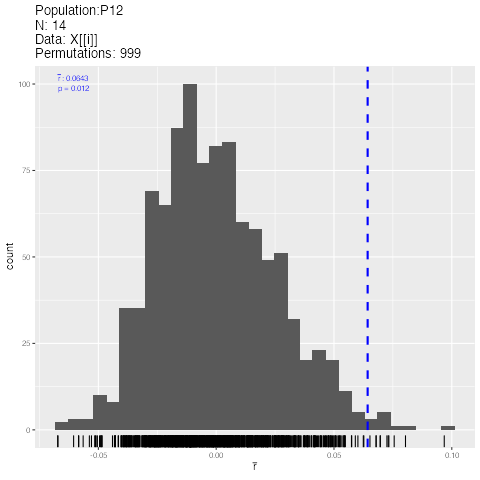 Population:P12
N: 14
Data: X[[i]]
Permutations: 999
r̄ : 0.0643
p = 0.012
100
75
50
25
0
count
-0.05
0.00
0.05
0.10
r̄